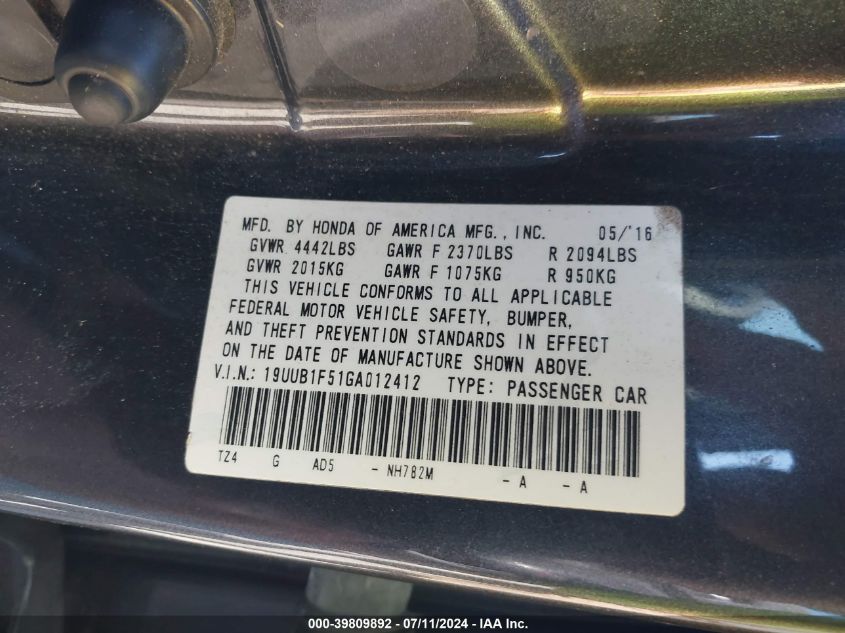 MFD. BY HONDA OF AMERICA MFG., INC. 05/'16
GVWR 4442LBS GAWR F 2370LBS R 2094LBS
GVWR 2015KG GAWR F 1075KG R 950KG
THIS VEHICLE CONFORMS TO ALL APPLICABLE
FEDERAL MOTOR VEHICLE SAFETY, BUMPER,
AND THEFT PREVENTION STANDARDS IN EFFECT
ON THE DATE OF MANUFACTURE SHOWN ABOVE.
V.I.N.: 19UUB1F51GA012412 TYPE: PASSENGER CAR
TZ4 G AD5 - NH782M - A - A
000-39809892 - 07/11/2024 - IAA Inc.